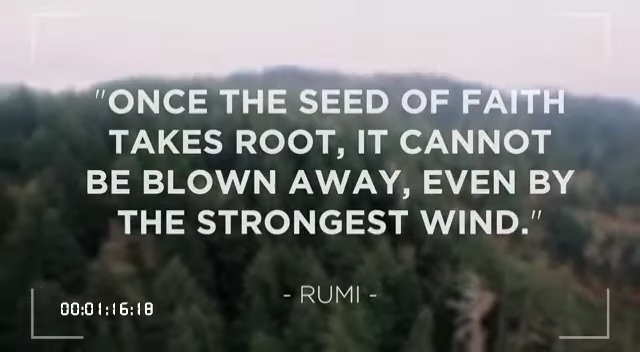 "ONCE THE SEED OF FAITH
TAKES ROOT, IT CANNOT
BE BLOWN AWAY, EVEN BY
THE STRONGEST WIND."
- RUMI -
00:01:16:18